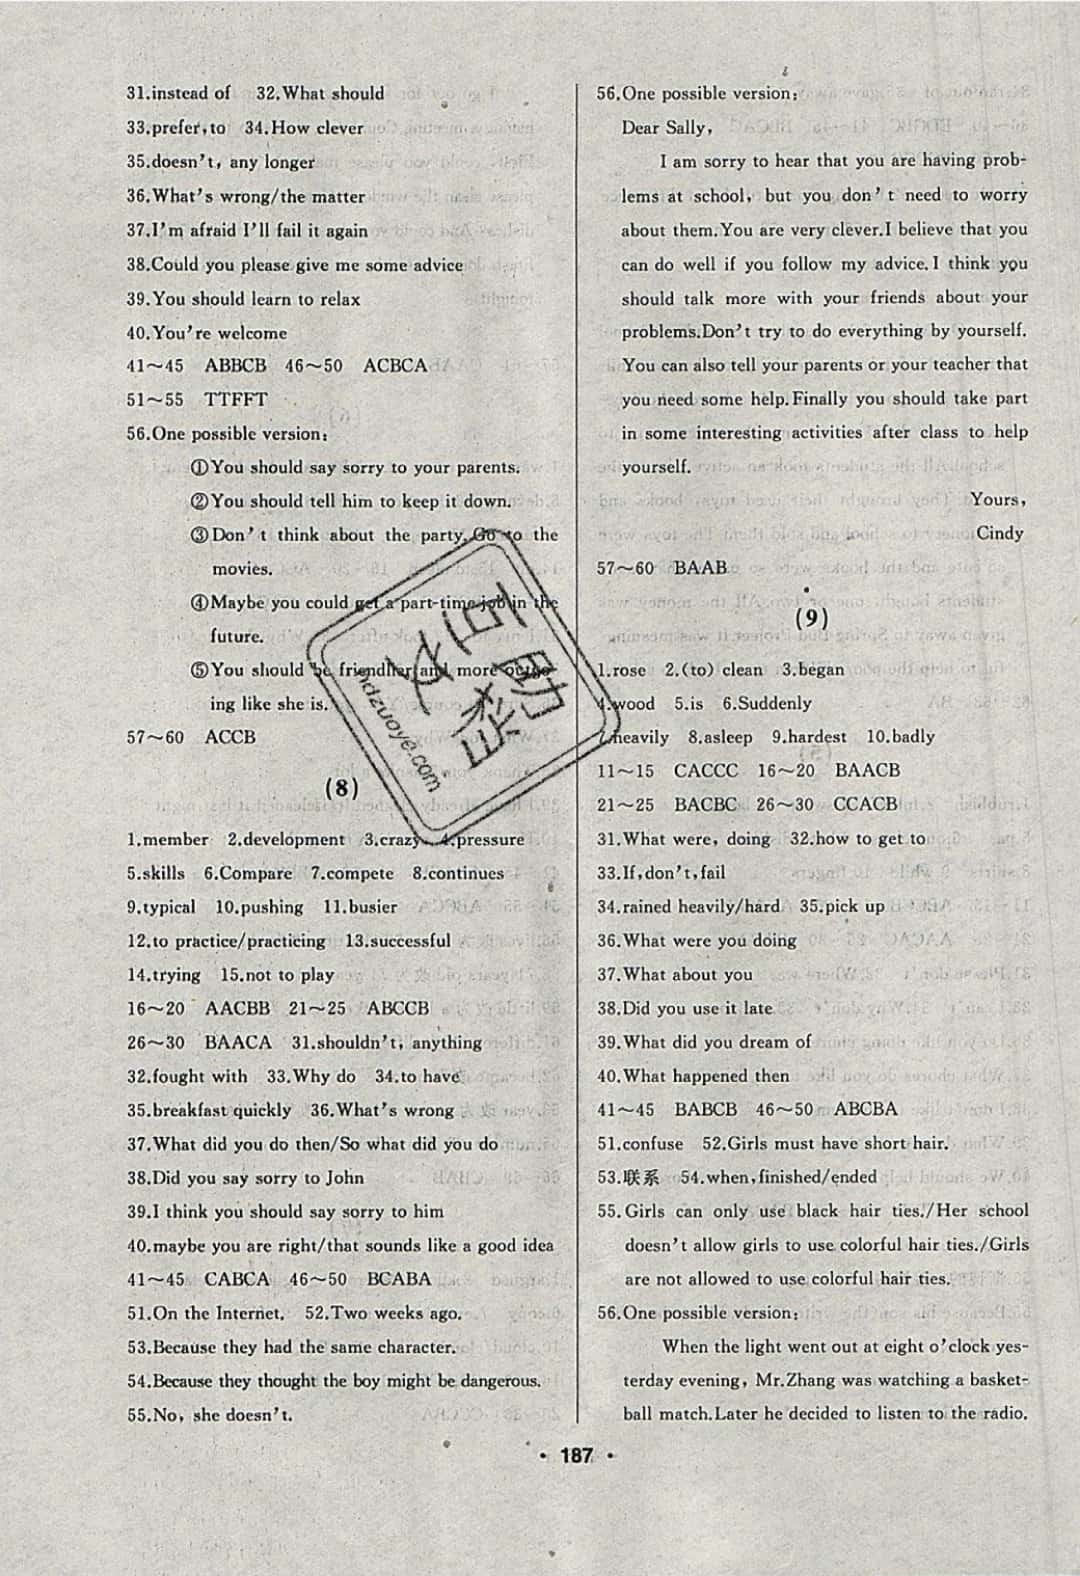 31.instead of 32.What should
33.prefer,to 34.How clever
35.doesn't, any longer
36.What's wrong/the matter
37.I'm afraid I'll fail it again
38.Could you please give me some advice
39.You should learn to relax
40.You're welcome
41～45 ABBCB 46～50 ACBCA
51～55 TTFFT
56.One possible version:
①You should say sorry to your parents.
②You should tell him to keep it down.
③Don't think about the party.Go to the
movies.
④Maybe you could get a part-time job in the
future.
⑤You should be friendlier and more
ing like she is.
57～60 ACCB
(8)
1.member 2.development 3.crazy 4.pressure
5.skills 6.Compare 7.compete 8.continues
9.typical 10.pushing 11.busier
12.to practice/practicing 13.successful
14.trying 15.not to play
16～20 AACBB 21～25 ABCCB
26～30 BAACA 31.shouldn't, anything
32.fought with 33.Why do 34.to have
35.breakfast quickly 36.What's wrong
37.What did you do then/So what did you do
38.Did you say sorry to John
39.I think you should say sorry to him
40.maybe you are right/that sounds like a good idea
41～45 CABCA 46～50 BCABA
51.On the Internet. 52.Two weeks ago.
53.Because they had the same character.
54.Because they thought the boy might be dangerous.
55.No, she doesn't.
56.One possible version:
Dear Sally,
I am sorry to hear that you are having prob-
lems at school, but you don't need to worry
about them.You are very clever.I believe that you
can do well if you follow my advice.I think you
should talk more with your friends about your
problems.Don't try to do everything by yourself.
You can also tell your parents or your teacher that
you need some help.Finally you should take part
in some interesting activities after class to help
yourself.
Yours,
Cindy
57～60 BAAB
(9)
1.rose 2.(to) clean 3.began
4.wood 5.is 6.Suddenly
7.heavily 8.asleep 9.hardest 10.badly
11～15 CACCC 16～20 BAACB
21～25 BACBC 26～30 CCACB
31.What were, doing 32.how to get to
33.If,don't,fail
34.rained heavily/hard 35.pick up
36.What were you doing
37.What about you
38.Did you use it late
39.What did you dream of
40.What happened then
41～45 BABCB 46～50 ABCBA
51.confuse 52.Girls must have short hair.
53.联系 54.when,finished/ended
55.Girls can only use black hair ties./Her school
doesn't allow girls to use colorful hair ties./Girls
are not allowed to use colorful hair ties.
56.One possible version:
When the light went out at eight o'clock yes-
terday evening, Mr.Zhang was watching a basket-
ball match.Later he decided to listen to the radio.
• 187 •